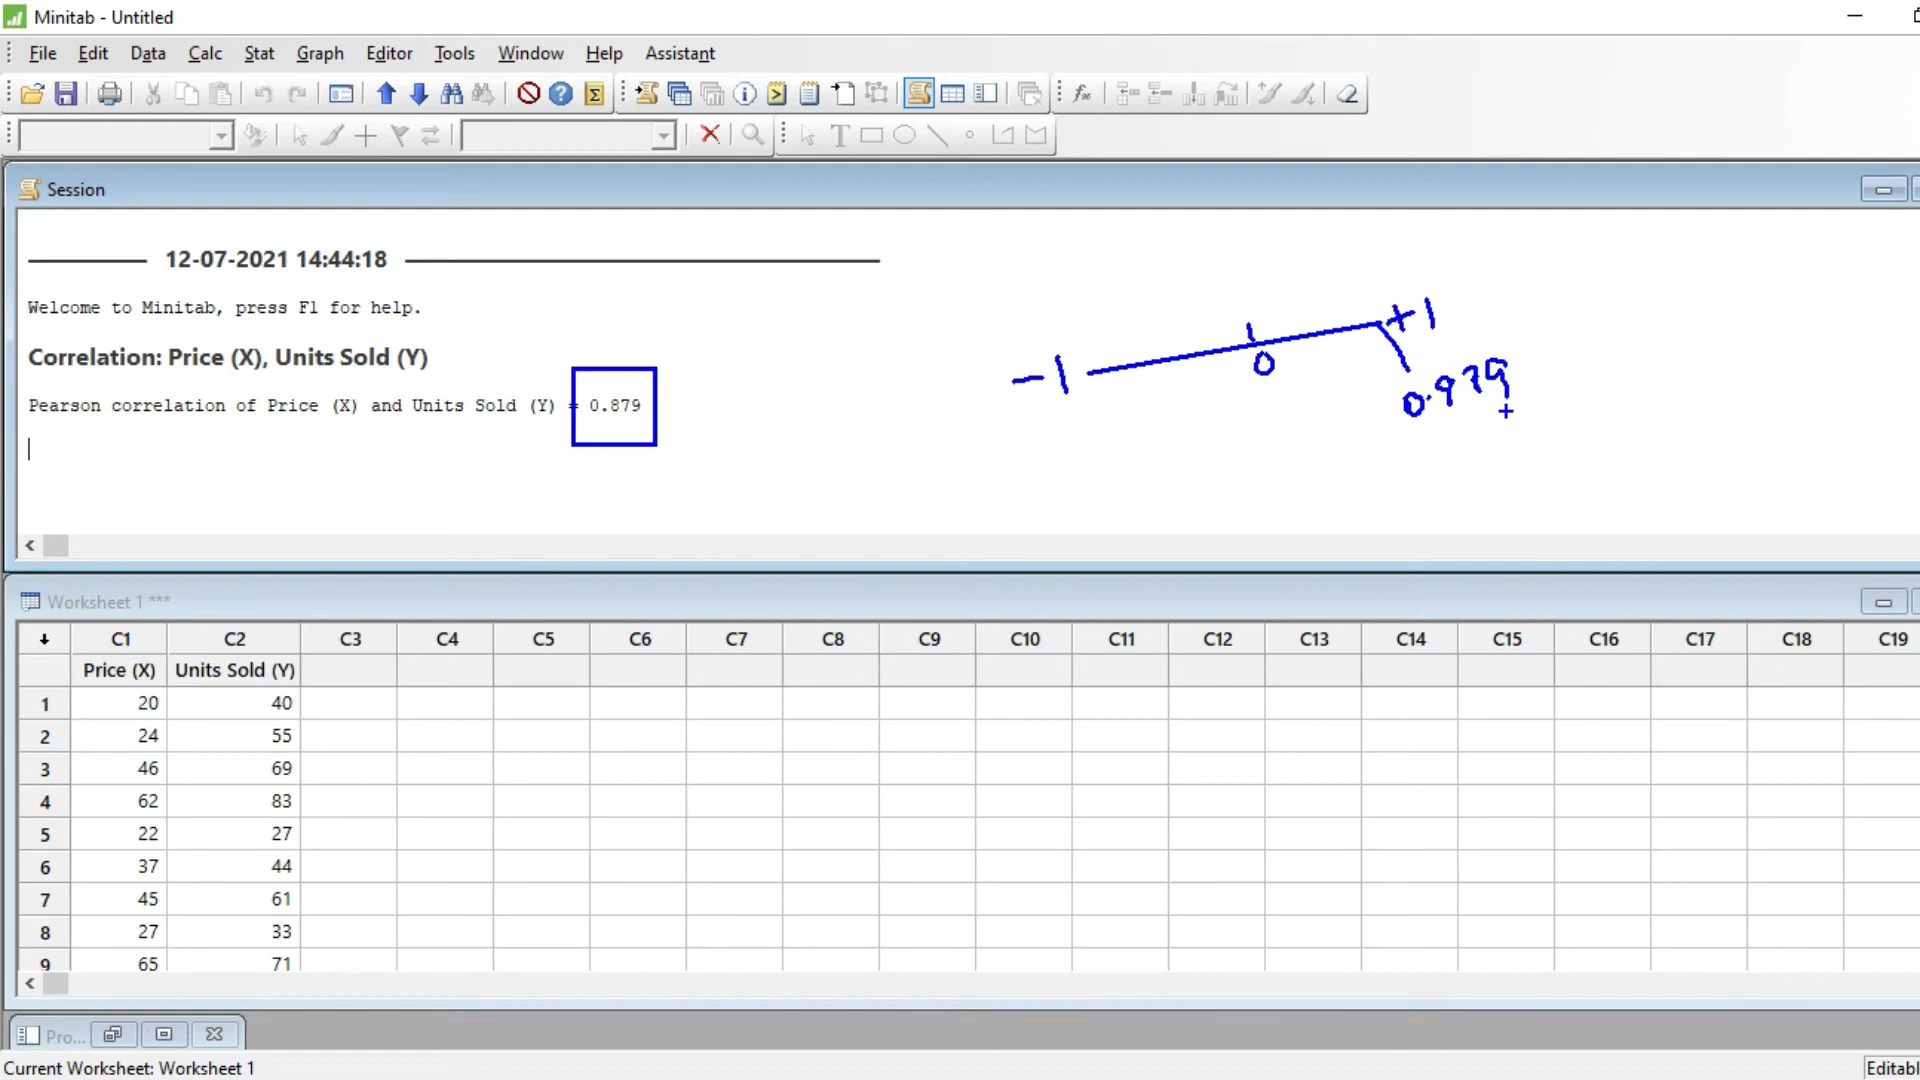 Minitab - Untitled
File Edit Data Calc Stat Graph Editor Tools Window Help Assistant
Session
12-07-2021 14:44:18
Welcome to Minitab, press F1 for help.
Correlation: Price (X), Units Sold (Y)
Pearson correlation of Price (X) and Units Sold (Y) = 0.879
-1 0 +1
0.979
Worksheet 1 ***
C1 C2 C3 C4 C5 C6 C7 C8 C9 C10 C11 C12 C13 C14 C15 C16 C17 C18 C19
Price (X) Units Sold (Y)
1 20 40
2 24 55
3 46 69
4 62 83
5 22 27
6 37 44
7 45 61
8 27 33
9 65 71
Pro...
Current Worksheet: Worksheet 1
Editabl